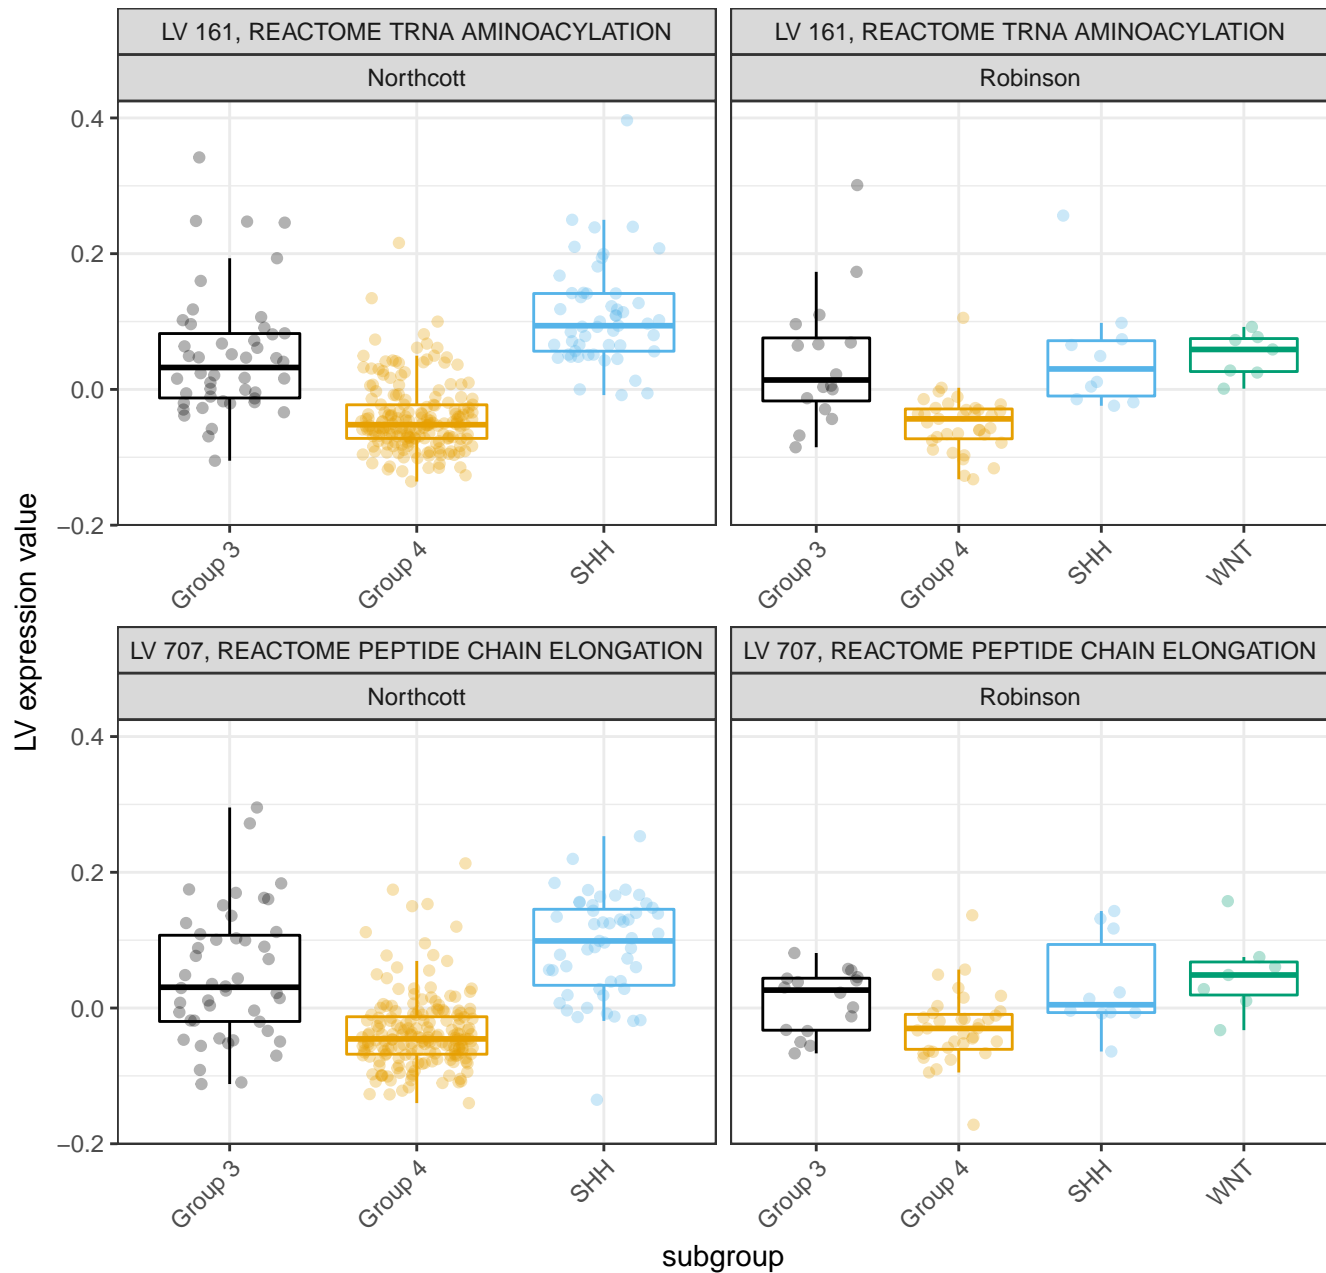 LV 161, REACTOME TRNA AMINOACYLATION
LV 161, REACTOME TRNA AMINOACYLATION
Northcott
Robinson
0.4
0.2
0.0
−0.2
Group 3
Group 4
SHH
Group 3
Group 4
SHH
WNT
LV expression value
LV 707, REACTOME PEPTIDE CHAIN ELONGATION
LV 707, REACTOME PEPTIDE CHAIN ELONGATION
Northcott
Robinson
0.4
0.2
0.0
−0.2
Group 3
Group 4
SHH
Group 3
Group 4
SHH
WNT
subgroup